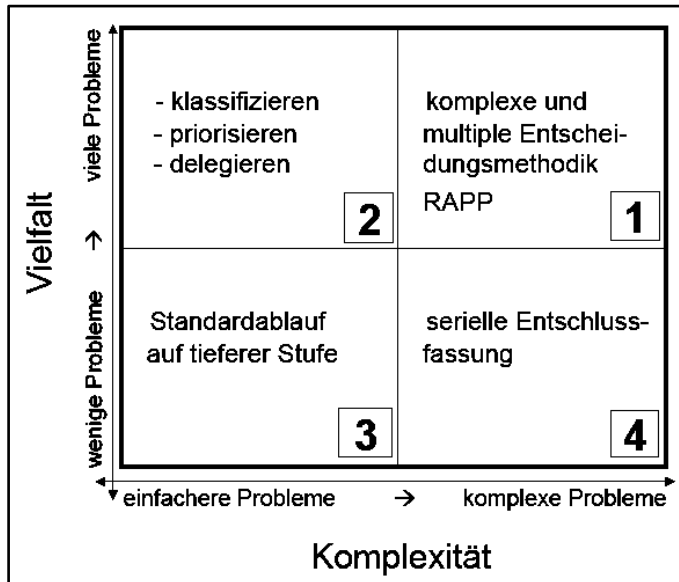 Vielfalt
viele Probleme
→
wenige Probleme
- klassifizieren
- priorisieren
- delegieren
2
komplexe und
multiple Entschei-
dungsmethodik
RAPP
1
Standardablauf
auf tieferer Stufe
3
serielle Entschluss-
fassung
4
einfachere Probleme → komplexe Probleme
Komplexität